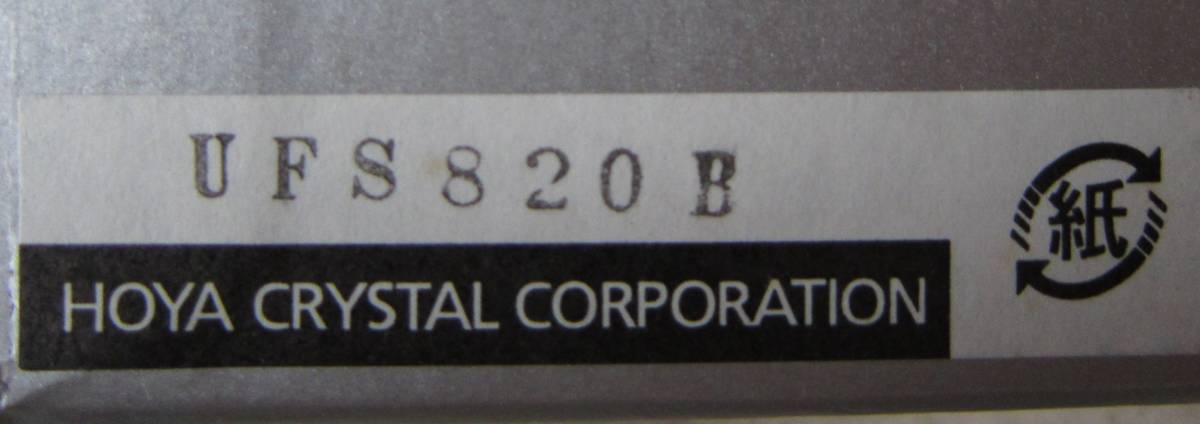 UFS820B
HOYA CRYSTAL CORPORATION
紙